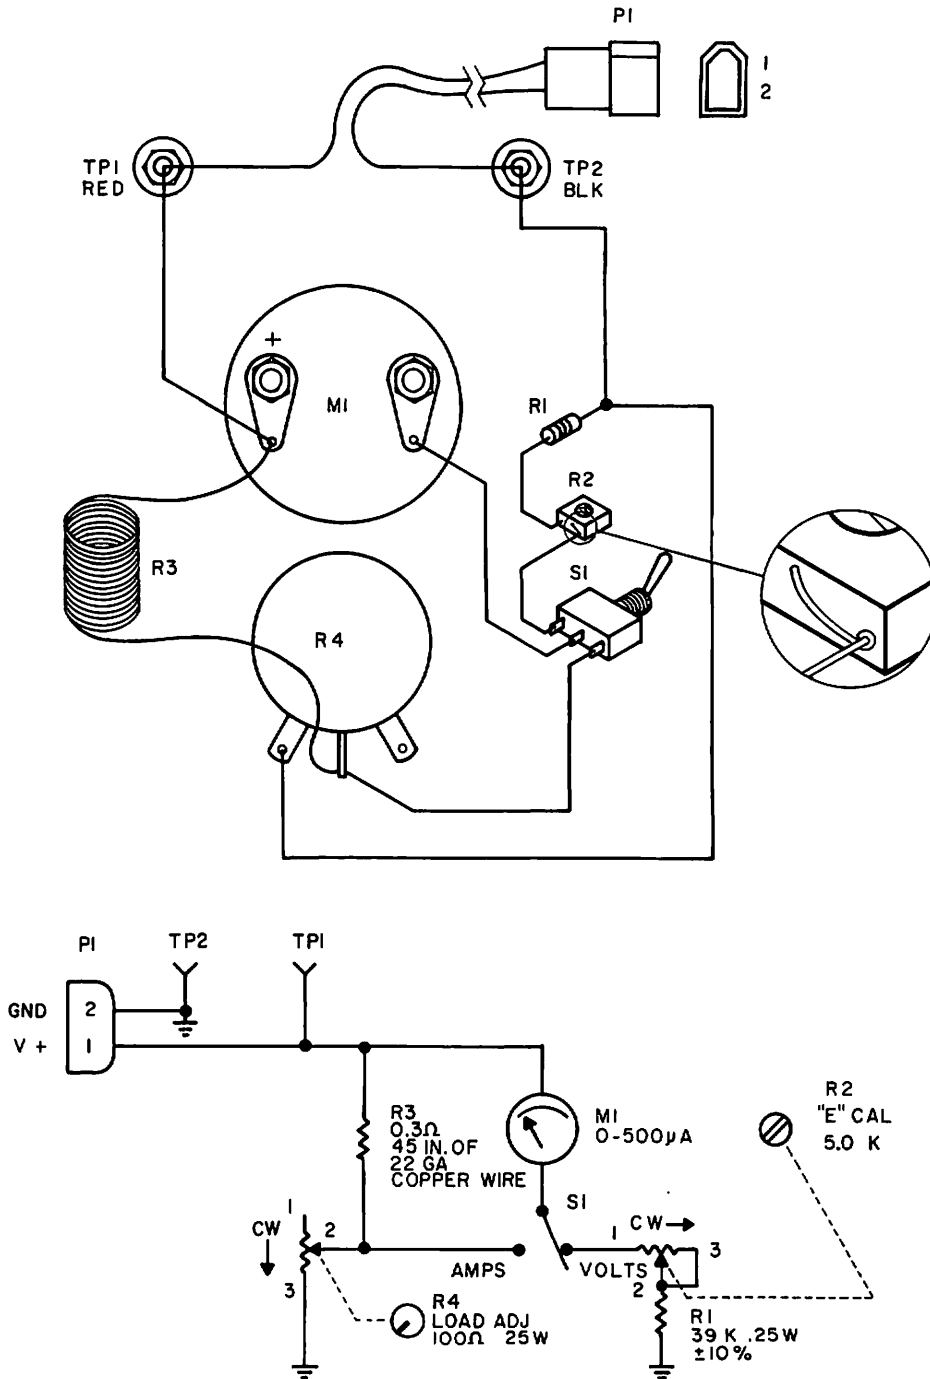 P1
1
2
TP1
RED
TP2
BLK
+
M1
R1
R2
S1
R3
R4
P1
TP2
TP1
GND
2
V +
1
R3
0.3Ω
45 IN. OF
22 GA
COPPER WIRE
M1
0-500μA
R2
"E" CAL
5.0 K
S1
CW
1
3
AMPS
VOLTS
2
1
CW
2
3
R4
LOAD ADJ
100Ω 25W
R1
39 K .25W
±10%